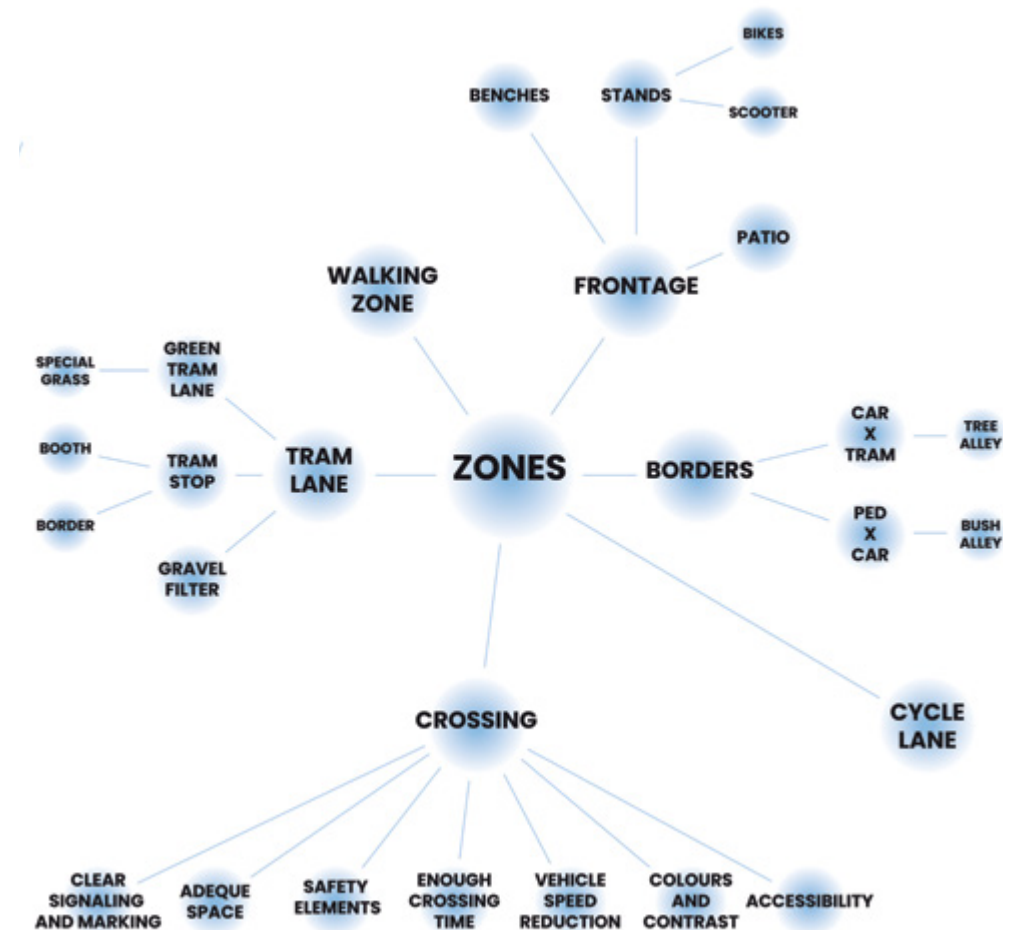 BIKES
BENCHES
STANDS
SCOOTER
PATIO
WALKING
ZONE
FRONTAGE
SPECIAL
GRASS
GREEN
TRAM
LANE
BOOTH
TRAM
STOP
BORDER
GRAVEL
FILTER
TRAM
LANE
ZONES
BORDERS
CAR
X
TRAM
TREE
ALLEY
PED
X
CAR
BUSH
ALLEY
CROSSING
CYCLE
LANE
CLEAR
SIGNALING
AND MARKING
ADEQUE
SPACE
SAFETY
ELEMENTS
ENOUGH
CROSSING
TIME
VEHICLE
SPEED
REDUCTION
COLOURS
AND
CONTRAST
ACCESSIBILITY